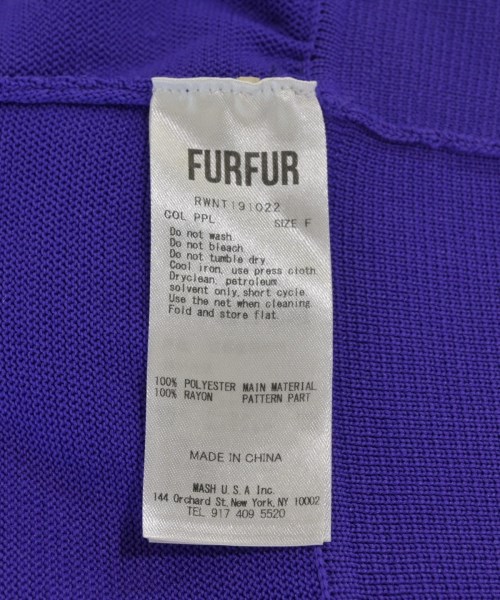 FURFUR
RWNT191022
COL PPL SIZE F
Do not wash.
Do not bleach.
Do not tumble dry.
Cool iron, use press cloth.
Dryclean, petroleum
solvent only, short cycle.
Use the net when cleaning.
Fold and store flat.
100% POLYESTER MAIN MATERIAL
100% RAYON PATTERN PART
MADE IN CHINA
MASH U.S.A Inc.
144 Orchard St, New York, NY 10002
TEL 917 409 5520